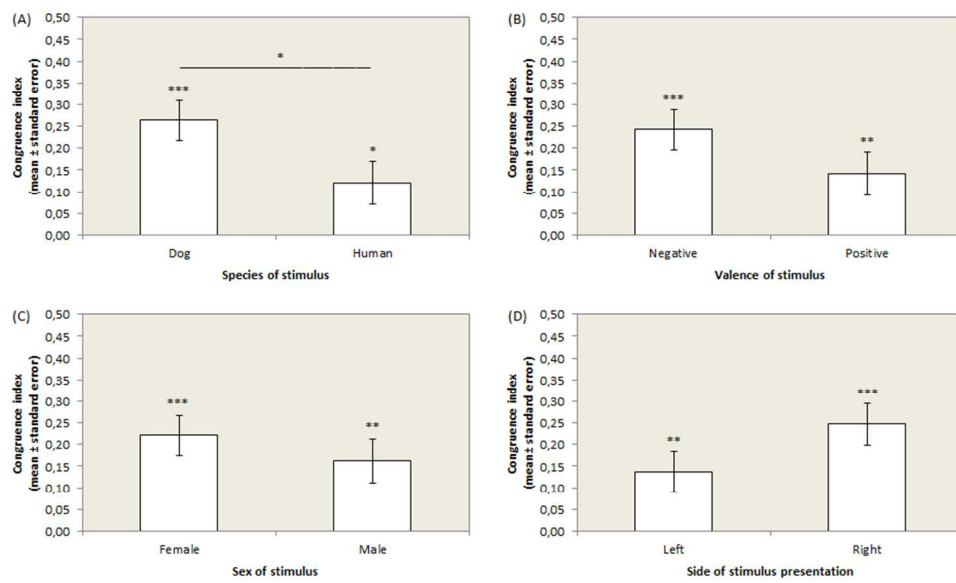 (A)
Congruence index
(mean ± standard error)
0,50
0,45
0,40
0,35
0,30
0,25
0,20
0,15
0,10
0,05
0,00
*
***
*
Dog Human
Species of stimulus
(B)
Congruence index
(mean ± standard error)
0,50
0,45
0,40
0,35
0,30
0,25
0,20
0,15
0,10
0,05
0,00
***
**
Negative Positive
Valence of stimulus
(C)
Congruence index
(mean ± standard error)
0,50
0,45
0,40
0,35
0,30
0,25
0,20
0,15
0,10
0,05
0,00
***
**
Female Male
Sex of stimulus
(D)
Congruence index
(mean± standard error)
0,50
0,45
0,40
0,35
0,30
0,25
0,20
0,15
0,10
0,05
0,00
***
**
Left Right
Side of stimulus presentation